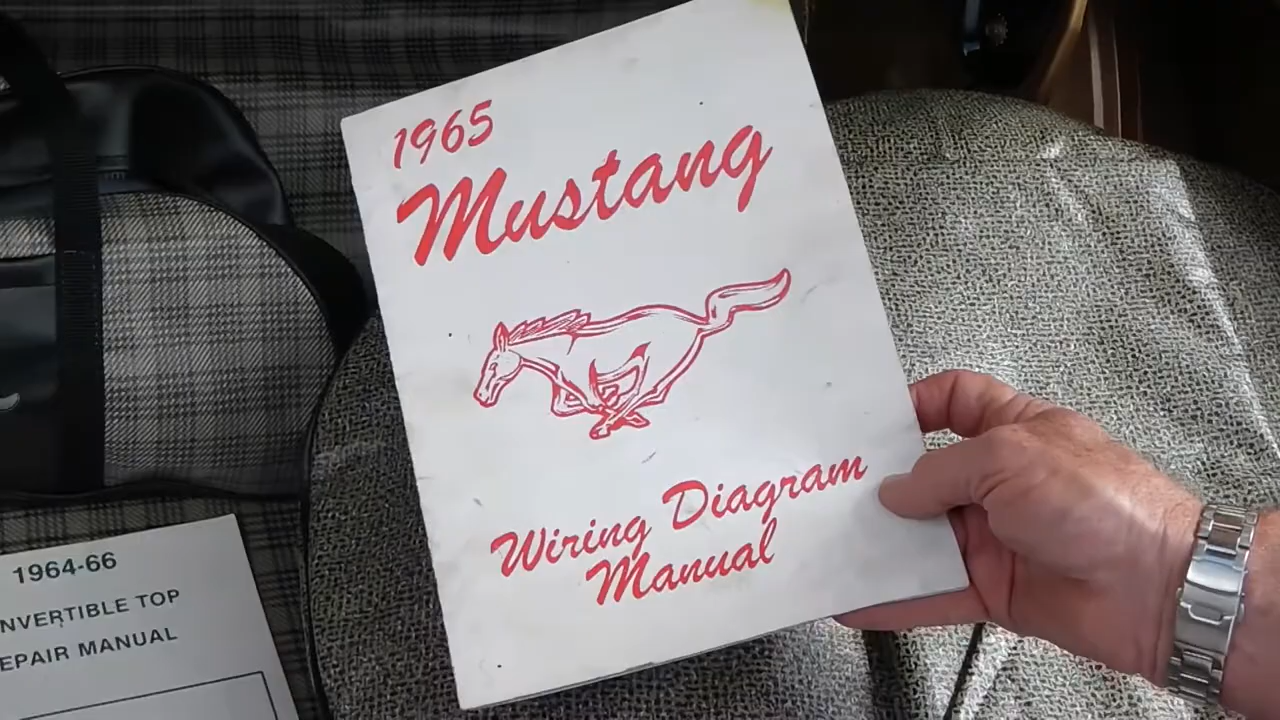 1965
Mustang
Wiring Diagram
Manual
1964-66
NVERTIBLE TOP
EPAIR MANUAL